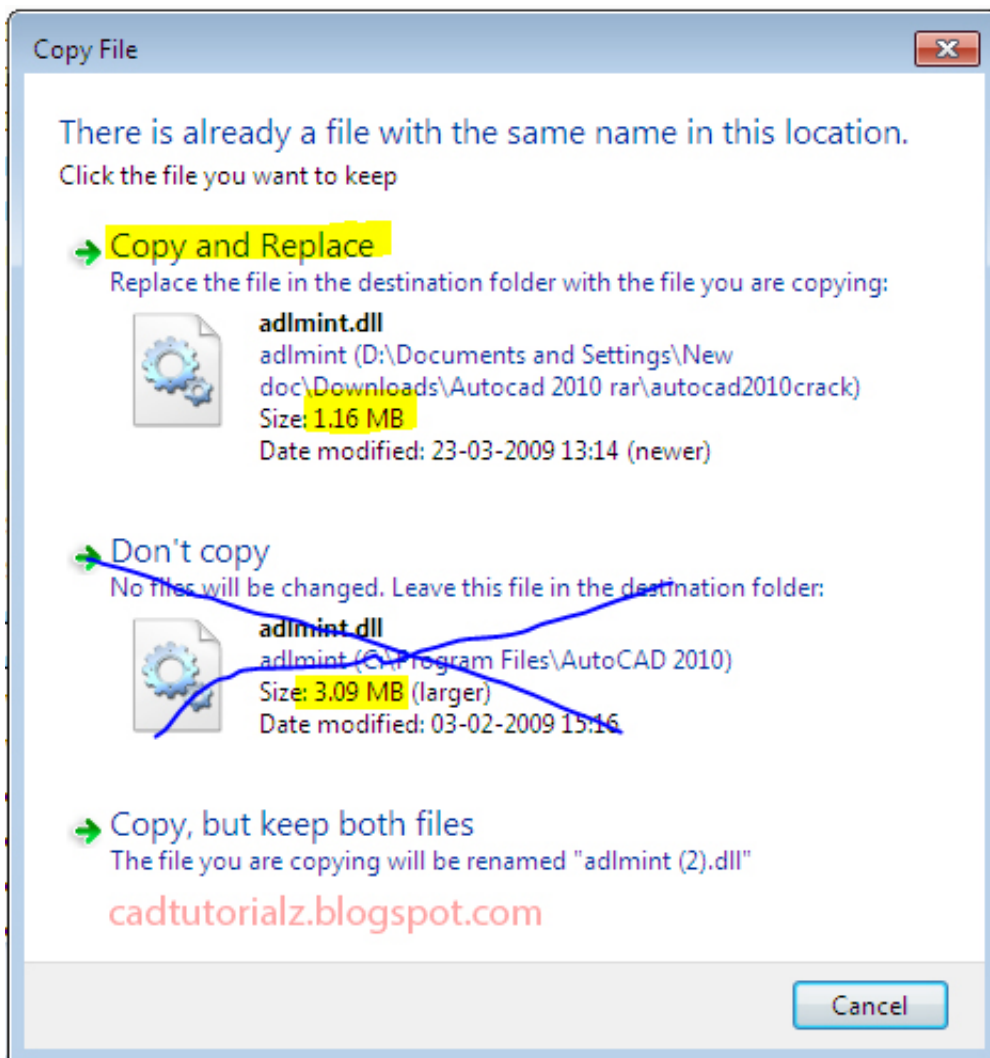 Copy File
There is already a file with the same name in this location.
Click the file you want to keep
Copy and Replace
Replace the file in the destination folder with the file you are copying:
adlmint.dll
adlmint (D:\Documents and Settings\New
doc\Downloads\Autocad 2010 rar\autocad2010crack)
Size: 1.16 MB
Date modified: 23-03-2009 13:14 (newer)
Don't copy
No files will be changed. Leave this file in the destination folder:
adlmint.dll
adlmint (C:\Program Files\AutoCAD 2010)
Size: 3.09 MB (larger)
Date modified: 03-02-2009 15:16
Copy, but keep both files
The file you are copying will be renamed "adlmint (2).dll"
cadtutorialz.blogspot.com
Cancel